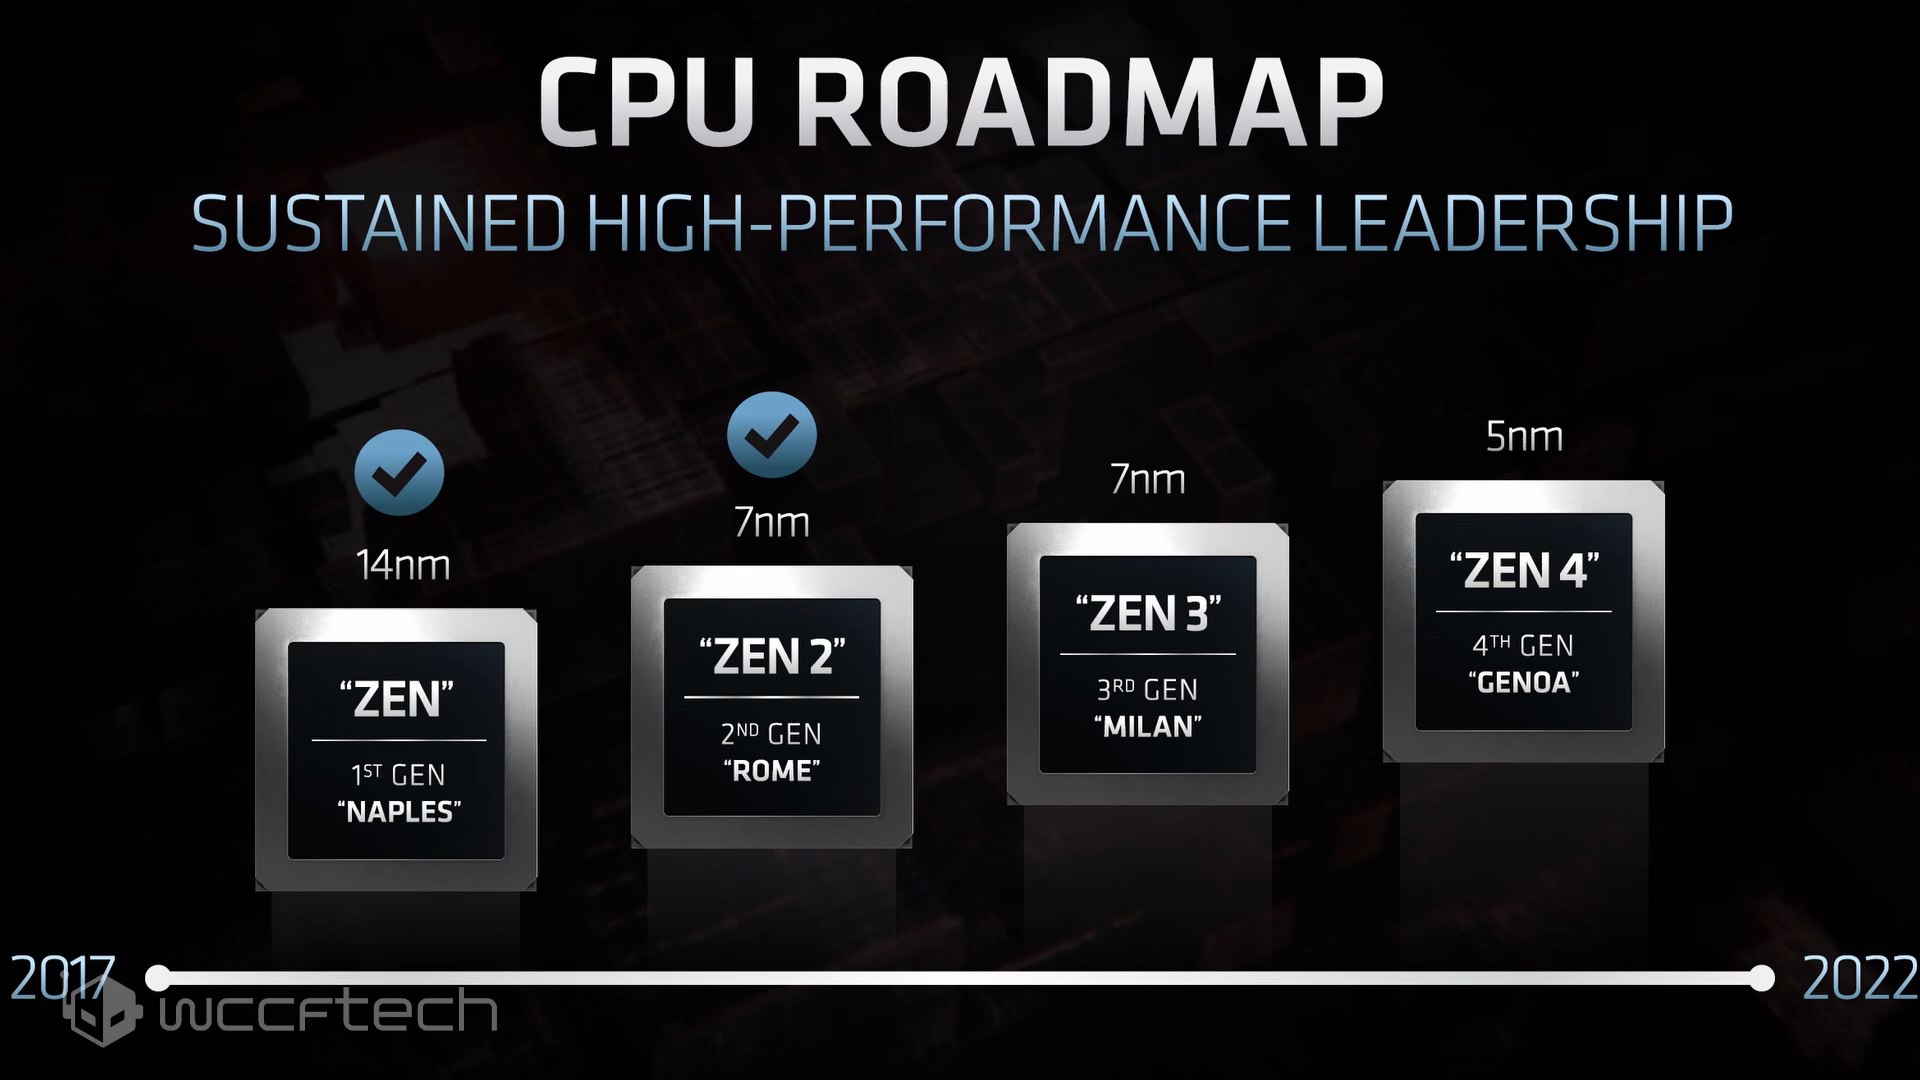 CPU ROADMAP
SUSTAINED HIGH-PERFORMANCE LEADERSHIP
14nm
“ZEN”
1ST GEN
“NAPLES”
7nm
“ZEN 2”
2ND GEN
“ROME”
7nm
“ZEN 3”
3RD GEN
“MILAN”
5nm
“ZEN 4”
4TH GEN
“GENOA”
2017
2022
wccftech